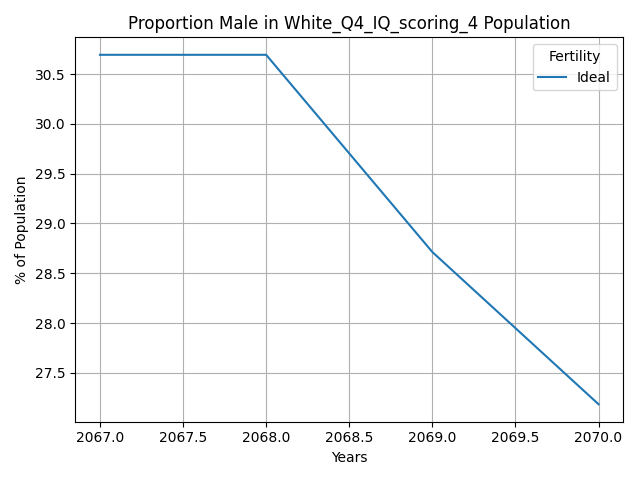 Proportion Male in White_Q4_IQ_scoring_4 Population
Fertility
Ideal
% of Population
30.5
30.0
29.5
29.0
28.5
28.0
27.5
2067.0 2067.5 2068.0 2068.5 2069.0 2069.5 2070.0
Years